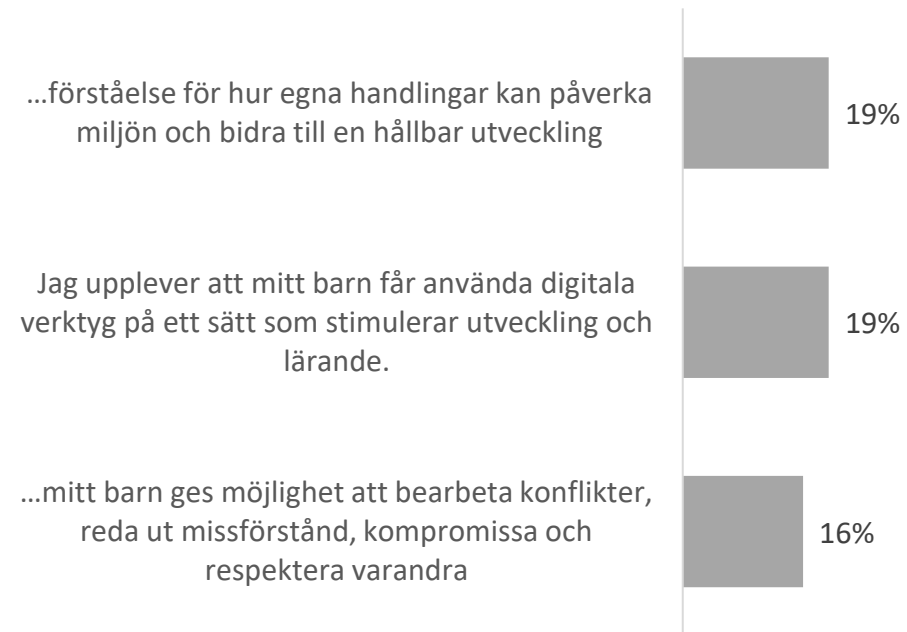 …förståelse för hur egna handlingar kan påverka
miljön och bidra till en hållbar utveckling
19%
Jag upplever att mitt barn får använda digitala
verktyg på ett sätt som stimulerar utveckling och
lärande.
19%
…mitt barn ges möjlighet att bearbeta konflikter,
reda ut missförstånd, kompromissa och
respektera varandra
16%